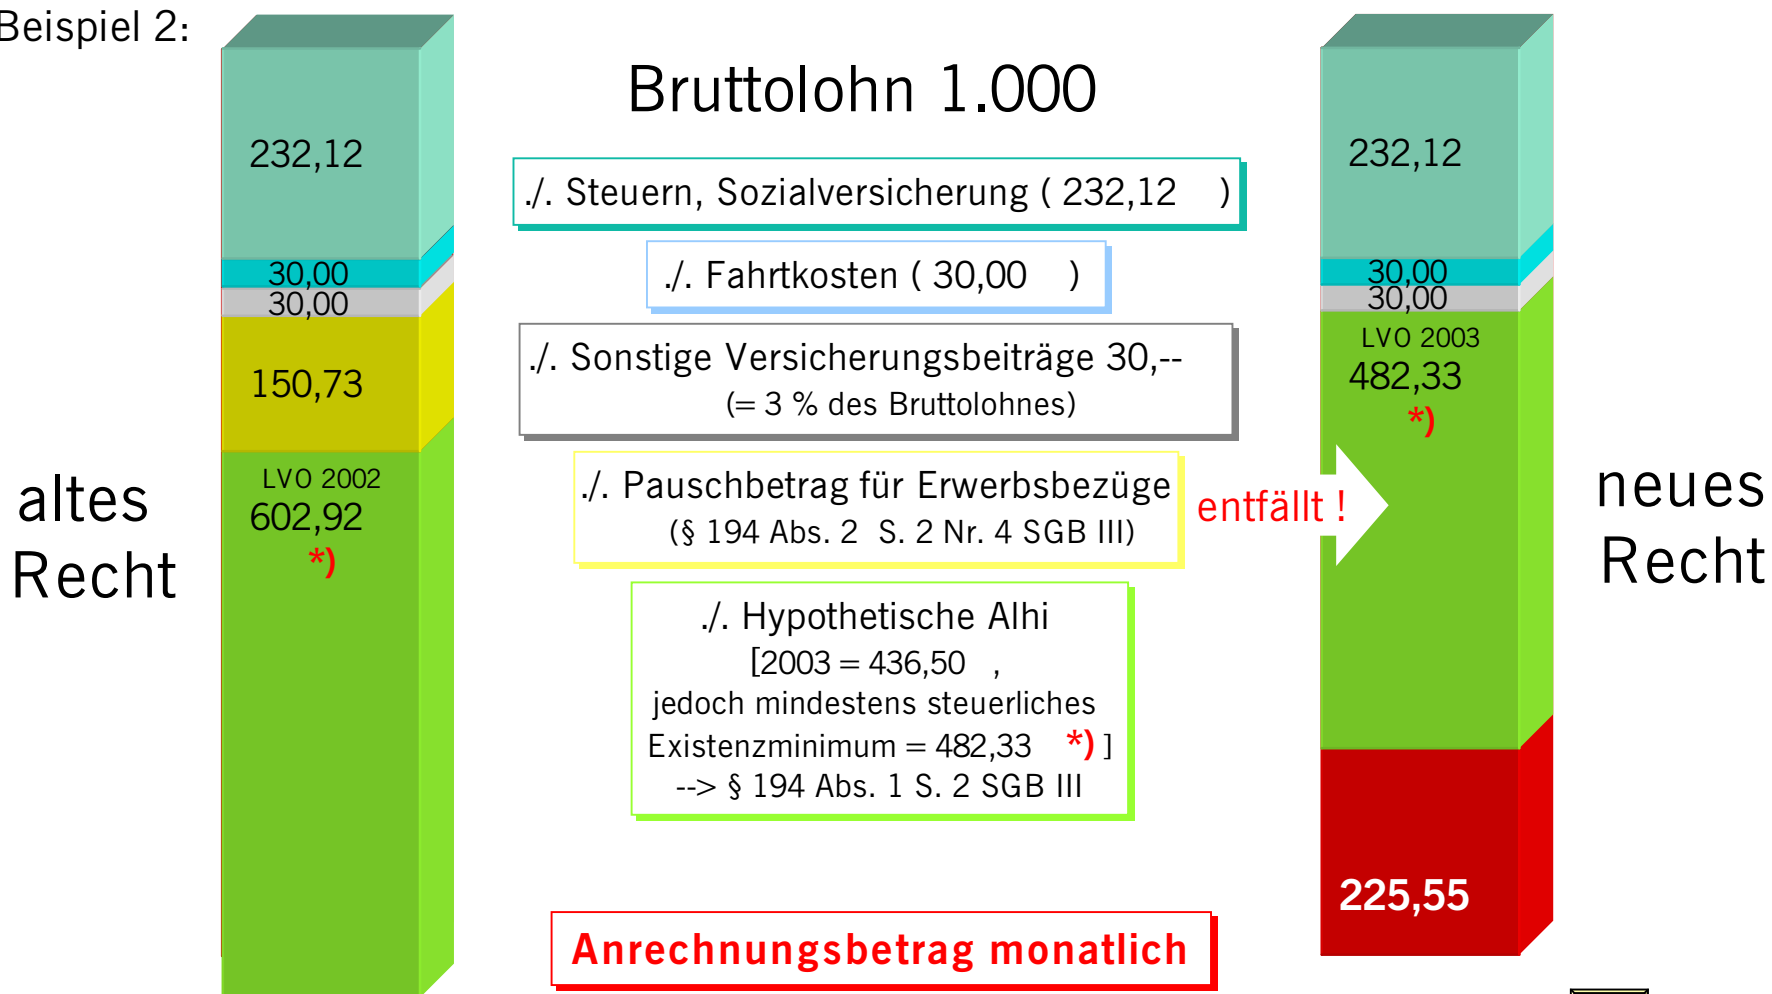 Beispiel 2:
Bruttolohn 1.000
232,12
30,00
30,00
150,73
LVO 2002
602,92
*)
altes
Recht
./. Steuern, Sozialversicherung ( 232,12 )
./. Fahrtkosten ( 30,00 )
./. Sonstige Versicherungsbeiträge 30,--
(= 3 % des Bruttolohnes)
./. Pauschbetrag für Erwerbsbezüge
(§ 194 Abs. 2 S. 2 Nr. 4 SGB III)
entfällt !
./. Hypothetische Alhi
[2003 = 436,50 ,
jedoch mindestens steuerliches
Existenzminimum = 482,33 *) ]
--> § 194 Abs. 1 S. 2 SGB III
Anrechnungsbetrag monatlich
232,12
30,00
30,00
LVO 2003
482,33
*)
225,55
neues
Recht